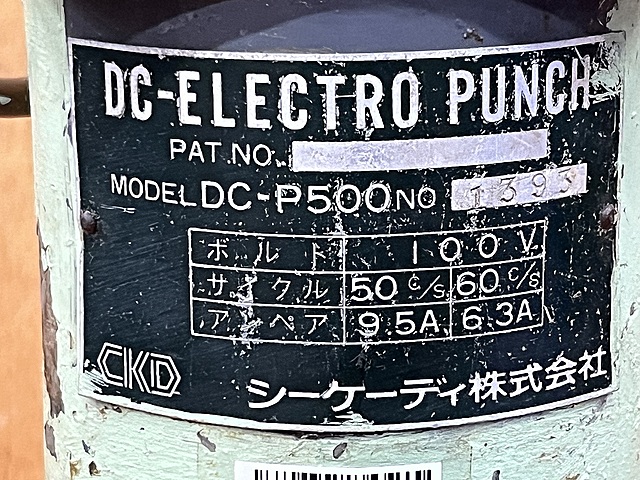 DC-ELECTRO PUNCH
PAT.NO.
MODEL DC-P500 NO 1393
ボルト 100V
サイクル 50 C/S 60 C/S
アンペア 9.5A 6.3A
CKD
シーケーディ株式会社